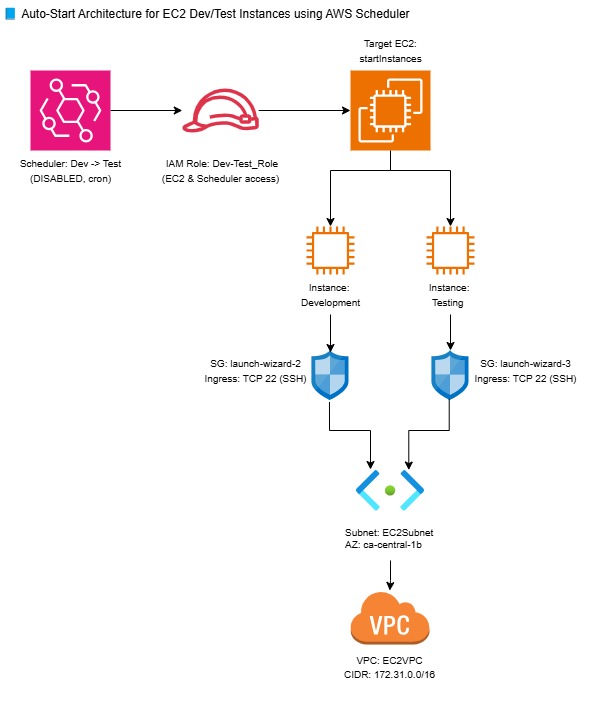 Auto-Start Architecture for EC2 Dev/Test Instances using AWS Scheduler
Target EC2:
startInstances
Scheduler: Dev -> Test
(DISABLED, cron)
IAM Role: Dev-Test_Role
(EC2 & Scheduler access)
Instance:
Development
Instance:
Testing
SG: launch-wizard-2
Ingress: TCP 22 (SSH)
SG: launch-wizard-3
Ingress: TCP 22 (SSH)
Subnet: EC2Subnet
AZ: ca-central-1b
VPC
VPC: EC2VPC
CIDR: 172.31.0.0/16